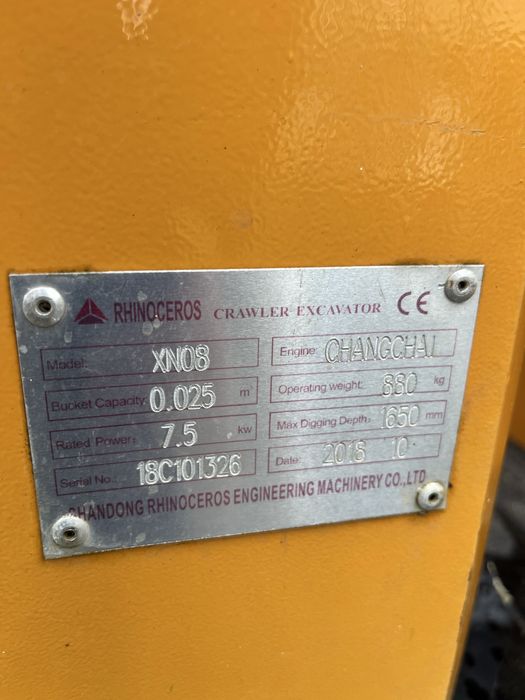 RHINOCEROS CRAWLER EXCAVATOR CE
Model: XN08 Engine: CHANGCHAI
Bucket Capacity: 0.025 m Operating weight: 880 kg
Rated Power: 7.5 kw Max Digging Depth: 1650 mm
Serial No.: 18C101326 Date: 2018 10
SHANDONG RHINOCEROS ENGINEERING MACHINERY CO.,LTD